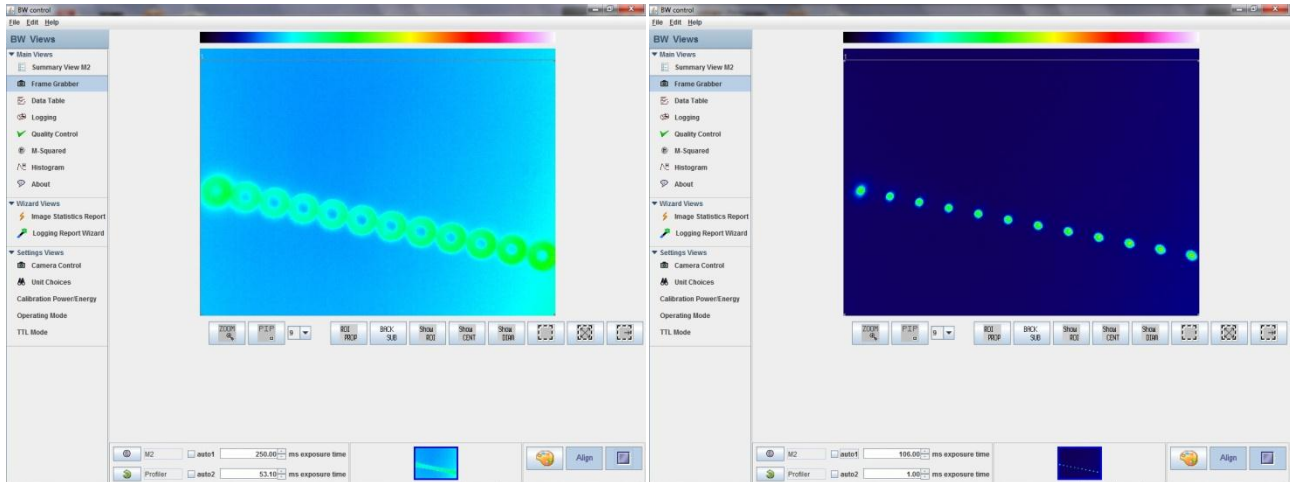 BW control
File Edit Help
BW Views
Main Views
Summary View M2
Frame Grabber
Data Table
Logging
Quality Control
M-Squared
Histogram
About
Wizard Views
Image Statistics Report
Logging Report Wizard
Settings Views
Camera Control
Unit Choices
Calibration Power/Energy
Operating Mode
TTL Mode
ZOOM
PIP
9
ROI
PROP
BACK
SUB
Show
ROI
Show
CENT
Show
DIAM
M2 auto1 250.00 ms exposure time
Profiler auto2 53.10 ms exposure time
Align
BW control
File Edit Help
BW Views
Main Views
Summary View M2
Frame Grabber
Data Table
Logging
Quality Control
M-Squared
Histogram
About
Wizard Views
Image Statistics Report
Logging Report Wizard
Settings Views
Camera Control
Unit Choices
Calibration Power/Energy
Operating Mode
TTL Mode
ZOOM
PIP
9
ROI
PROP
BACK
SUB
Show
ROI
Show
CENT
Show
DIAM
M2 auto1 106.00 ms exposure time
Profiler auto2 1.00 ms exposure time
Align